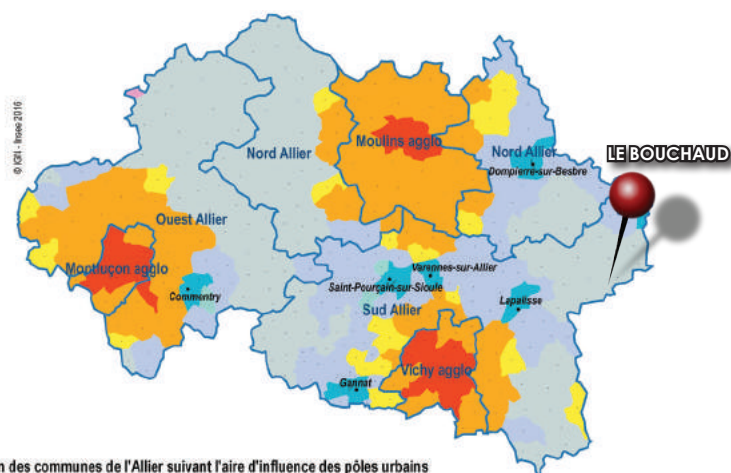 © IGN - Insee 2016
Nord Allier
Moulins agglo
Nord Allier
Dompierre-sur-Besbre
LE BOUCHAUD
Ouest Allier
Montluçon agglo
Commentry
Saint-Pourçain-sur-Sioule
Varennes-sur-Allier
Lapalisse
Sud Allier
Vichy agglo
Gannat
des communes de l'Allier suivant l'aire d'influence des pôles urbains